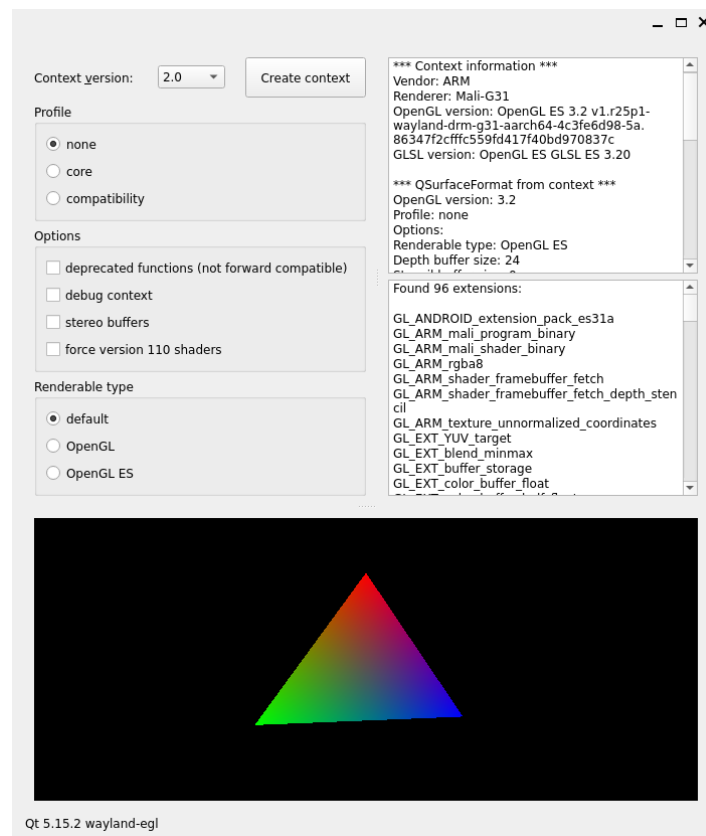 Context version:
2.0
Create context
Profile
none
core
compatibility
Options
deprecated functions (not forward compatible)
debug context
stereo buffers
force version 110 shaders
Renderable type
default
OpenGL
OpenGL ES
*** Context information ***
Vendor: ARM
Renderer: Mali-G31
OpenGL version: OpenGL ES 3.2 v1.r25p1-
wayland-drm-g31-aarch64-4c3fe6d98-5a.
86347f2cfffc559fd417f40bd970837c
GLSL version: OpenGL ES GLSL ES 3.20
*** QSurfaceFormat from context ***
OpenGL version: 3.2
Profile: none
Options:
Renderable type: OpenGL ES
Depth buffer size: 24
Found 96 extensions:
GL_ANDROID_extension_pack_es31a
GL_ARM_mali_program_binary
GL_ARM_mali_shader_binary
GL_ARM_rgba8
GL_ARM_shader_framebuffer_fetch
GL_ARM_shader_framebuffer_fetch_depth_sten
cil
GL_ARM_texture_unnormalized_coordinates
GL_EXT_YUV_target
GL_EXT_blend_minmax
GL_EXT_buffer_storage
GL_EXT_color_buffer_float
Qt 5.15.2 wayland-egl